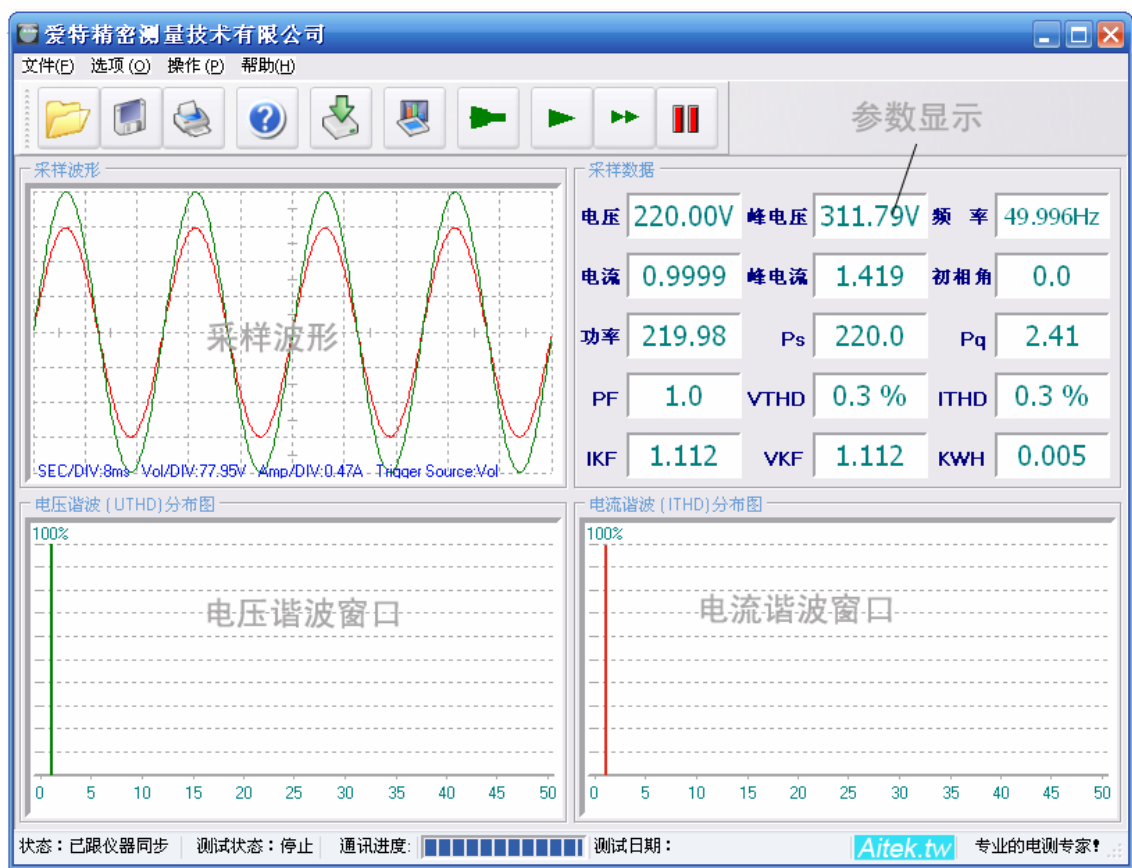 爱特精密测量技术有限公司
文件(F) 选项(O) 操作(P) 帮助(H)
参数显示
采样波形
采样波形
SEC/DIV:8ms Vol/DIV:77.95V Amp/DIV:0.47A Trigger Source:Vol
采样数据
电压 220.00V 峰电压 311.79V 频 率 49.996Hz
电流 0.9999 峰电流 1.419 初相角 0.0
功率 219.98 Ps 220.0 Pq 2.41
PF 1.0 VTHD 0.3 % ITHD 0.3 %
IKF 1.112 VKF 1.112 KWH 0.005
电压谐波(UTHD)分布图
100%
电压谐波窗口
0 5 10 15 20 25 30 35 40 45 50
电流谐波(ITHD)分布图
100%
电流谐波窗口
0 5 10 15 20 25 30 35 40 45 50
状态：已跟仪器同步 测试状态：停止 通讯进度: 测试日期： Aitek.tw 专业的电测专家!